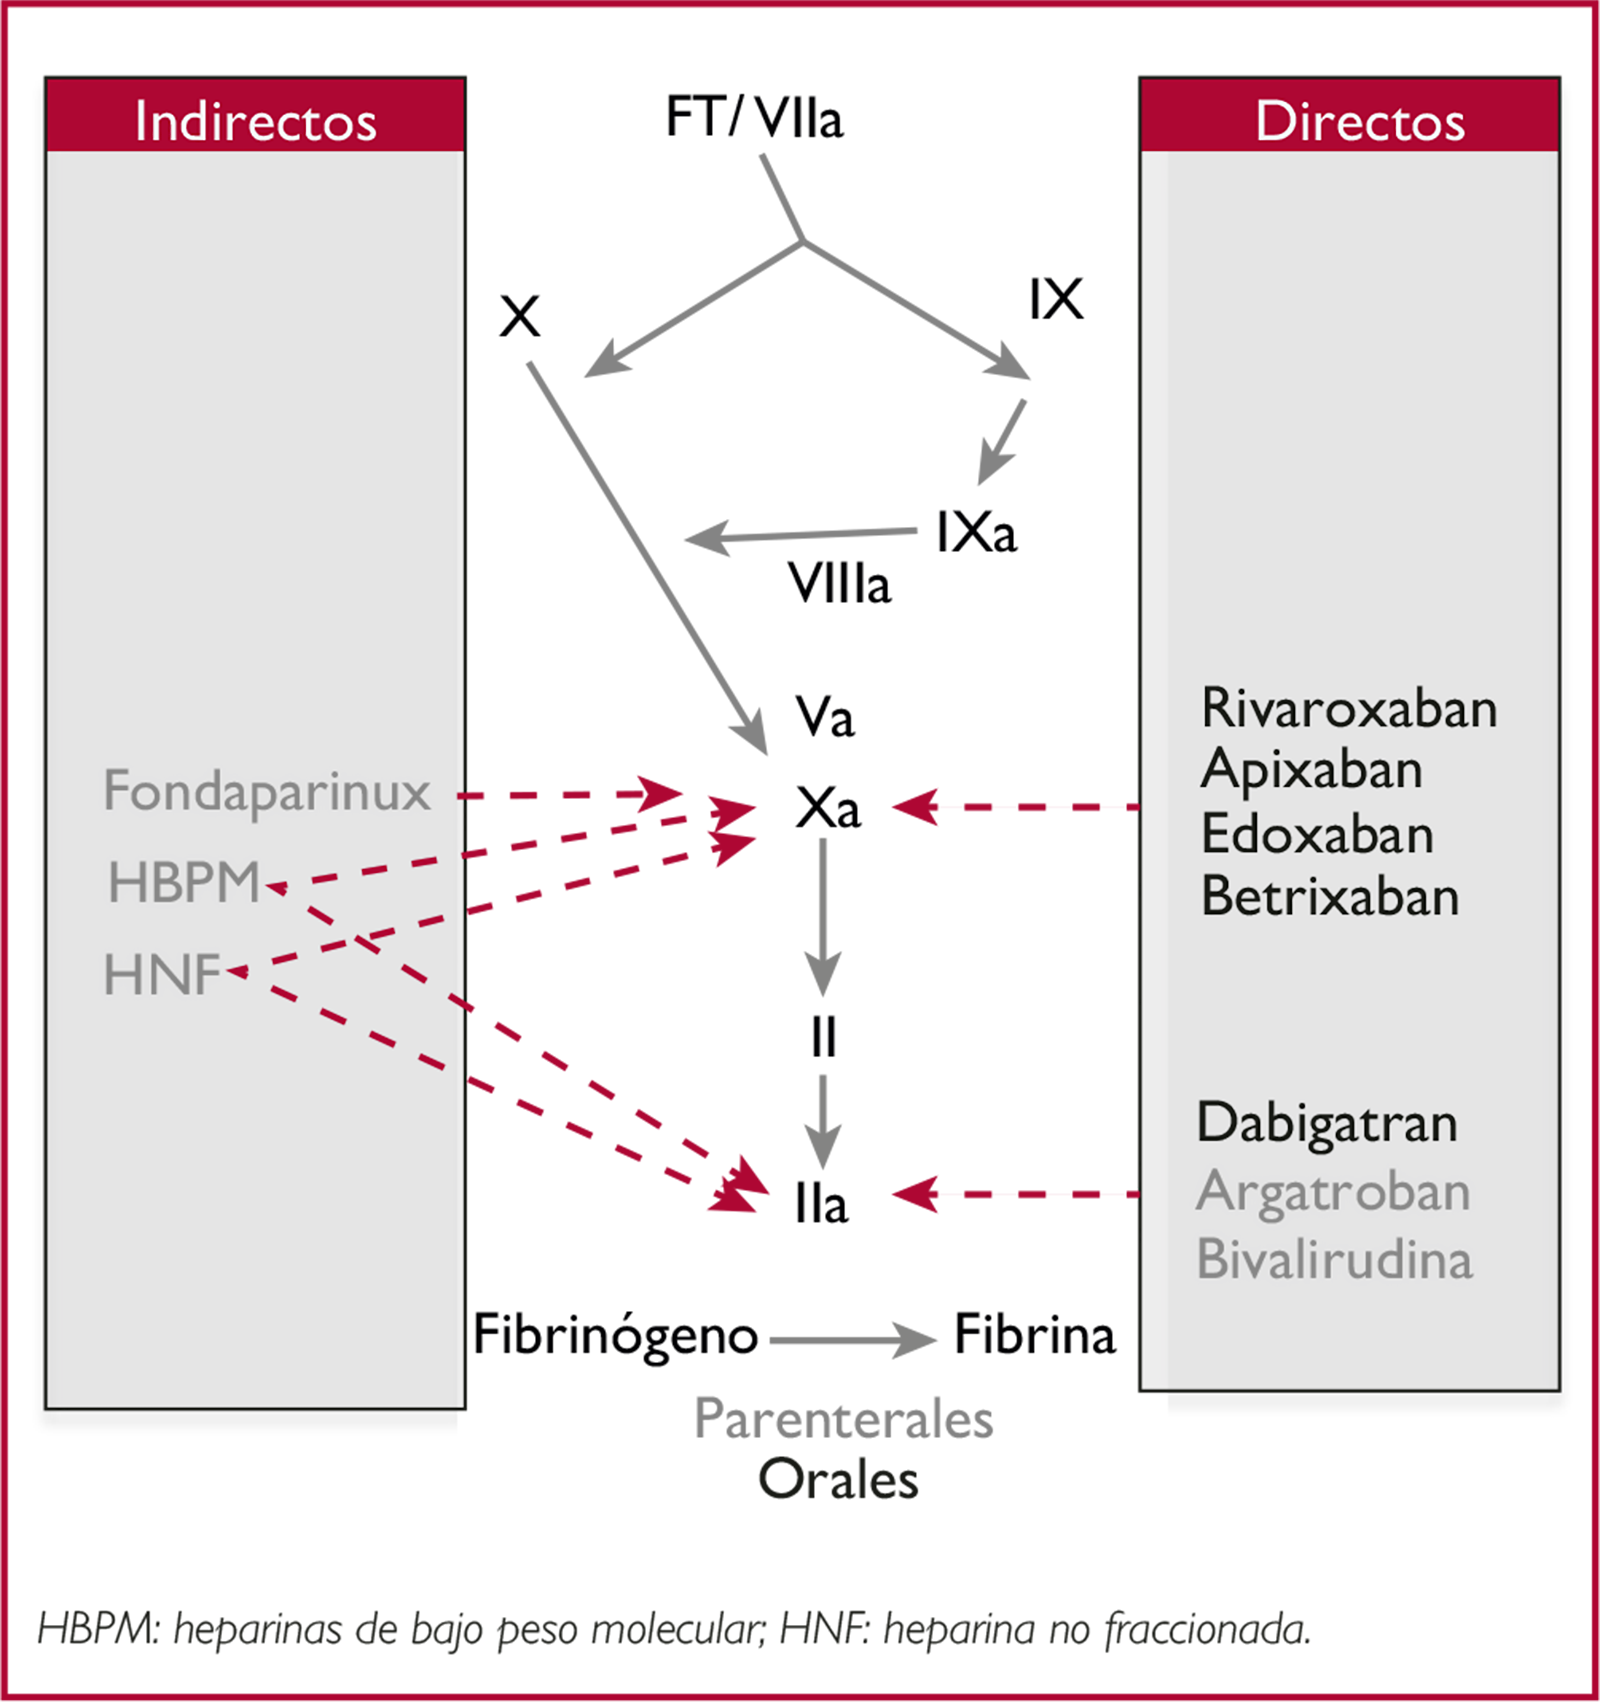 Indirectos
FT/ VIIa
Directos
X
IX
IXa
VIIIa
Va
Xa
Fondaparinux
HBPM
HNF
Rivaroxaban
Apixaban
Edoxaban
Betrixaban
II
IIa
Dabigatran
Argatroban
Bivalirudina
Fibrinógeno
Fibrina
Parenterales
Orales
HBPM: heparinas de bajo peso molecular; HNF: heparina no fraccionada.